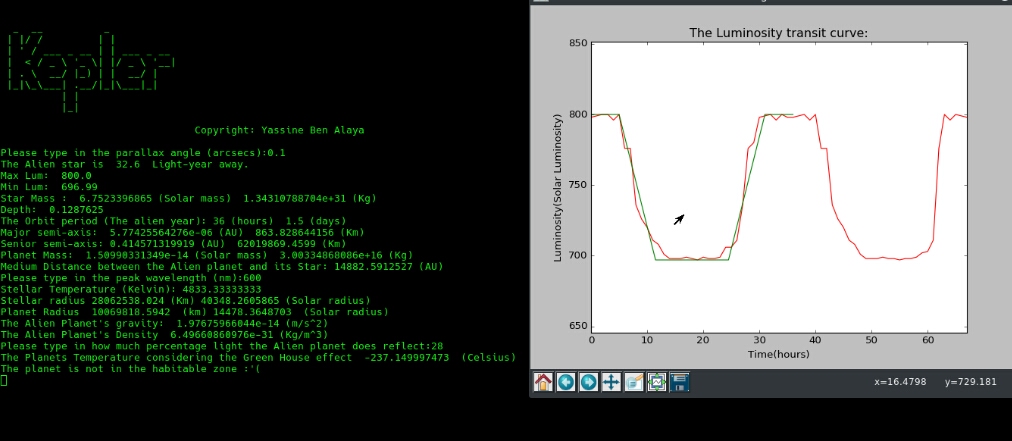 Kepler
Copyright: Yassine Ben Alaya
Please type in the parallax angle (arcsecs):0.1
The Alien star is  32.6  Light-year away.
Max Lum:  800.0
Min Lum:  696.99
Star Mass :  6.7523396865 (Solar mass)  1.34310788704e+31 (Kg)
Depth:  0.1287625
The Orbit period (The alien year): 36 (hours)  1.5 (days)
Major semi-axis: 5.77425564276e-06 (AU)  863.828644156 (Km)
Senior semi-axis: 0.414571319919 (AU)  62019869.4599 (Km)
Planet Mass:  1.50990331349e-14 (Solar mass)  3.00334068086e+16 (Kg)
Medium Distance between the Alien planet and its Star: 14882.5912527 (AU)
Please type in the peak wavelength (nm):600
Stellar Temperature (Kelvin): 4833.33333333
Stellar radius 28062538.024 (Km) 40348.2605865 (Solar radius)
Planet Radius  10069818.5942  (km) 14478.3648703  (Solar radius)
The Alien Planet's gravity:  1.97675966044e-14 (m/s^2)
The Alien Planet's Density  6.49660860976e-31 (Kg/m^3)
Please type in how much percentage light the Alien planet does reflect:28
The Planets Temperature considering the Green House effect  -237.149997473  (Celsius)
The planet is not in the habitable zone :'(
The Luminosity transit curve:
850
800
750
700
650
Luminosity(Solar Luminosity)
0 10 20 30 40 50 60
Time(hours)
x=16.4798 y=729.181